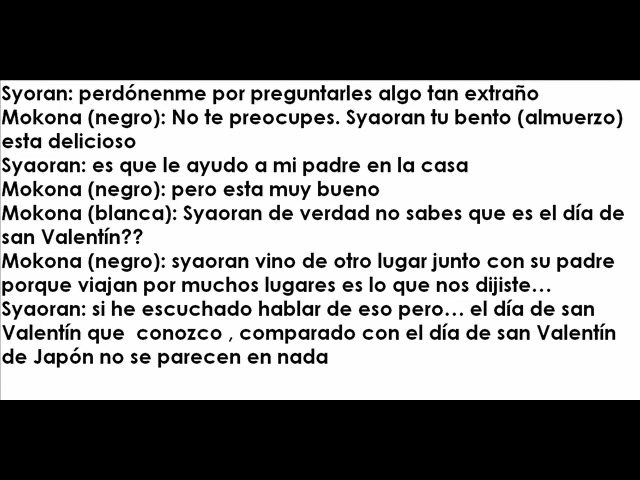 Syoran: perdónenme por preguntarles algo tan extraño
Mokona (negro): No te preocupes. Syaoran tu bento (almuerzo)
esta delicioso
Syaoran: es que le ayudo a mi padre en la casa
Mokona (negro): pero esta muy bueno
Mokona (blanca): Syaoran de verdad no sabes que es el día de
san Valentín??
Mokona (negro): syaoran vino de otro lugar junto con su padre
porque viajan por muchos lugares es lo que nos dijiste…
Syaoran: si he escuchado hablar de eso pero… el día de san
Valentín que  conozco , comparado con el día de san Valentín
de Japón no se parecen en nada